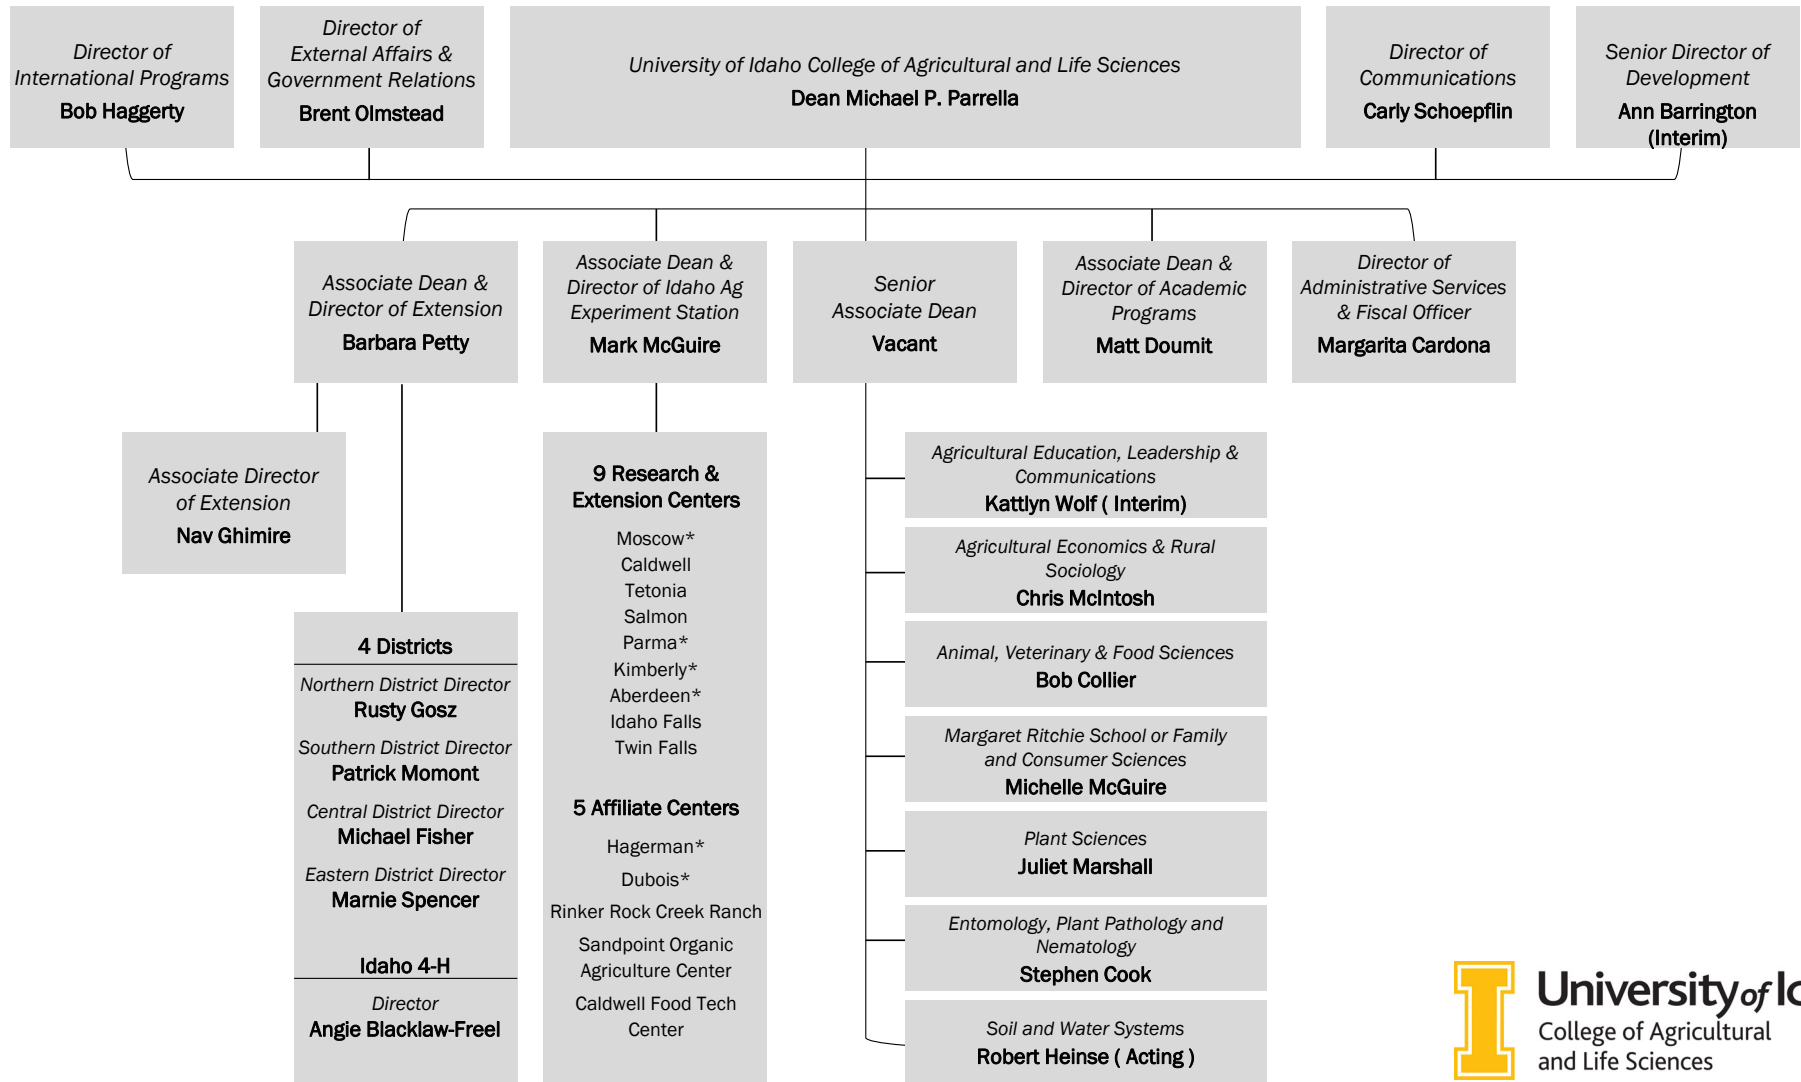 Director of
International Programs
Bob Haggerty
Director of
External Affairs &
Government Relations
Brent Olmstead
University of Idaho College of Agricultural and Life Sciences
Dean Michael P. Parrella
Director of
Communications
Carly Schoepflin
Senior Director of
Development
Ann Barrington
(Interim)
Associate Dean &
Director of Extension
Barbara Petty
Associate Dean &
Director of Idaho Ag
Experiment Station
Mark McGuire
Senior
Associate Dean
Vacant
Associate Dean &
Director of Academic
Programs
Matt Doumit
Director of
Administrative Services
& Fiscal Officer
Margarita Cardona
Associate Director
of Extension
Nav Ghimire
4 Districts
Northern District Director
Rusty Gosz
Southern District Director
Patrick Momont
Central District Director
Michael Fisher
Eastern District Director
Marnie Spencer
Idaho 4-H
Director
Angie Blacklaw-Freel
9 Research &
Extension Centers
Moscow*
Caldwell
Tetonia
Salmon
Parma*
Kimberly*
Aberdeen*
Idaho Falls
Twin Falls
5 Affiliate Centers
Hagerman*
Dubois*
Rinker Rock Creek Ranch
Sandpoint Organic
Agriculture Center
Caldwell Food Tech
Center
Agricultural Education, Leadership &
Communications
Kattlyn Wolf ( Interim)
Agricultural Economics & Rural
Sociology
Chris McIntosh
Animal, Veterinary & Food Sciences
Bob Collier
Margaret Ritchie School or Family
and Consumer Sciences
Michelle McGuire
Plant Sciences
Juliet Marshall
Entomology, Plant Pathology and
Nematology
Stephen Cook
Soil and Water Systems
Robert Heinse ( Acting )
I
University of
College of Agricultural
and Life Sciences